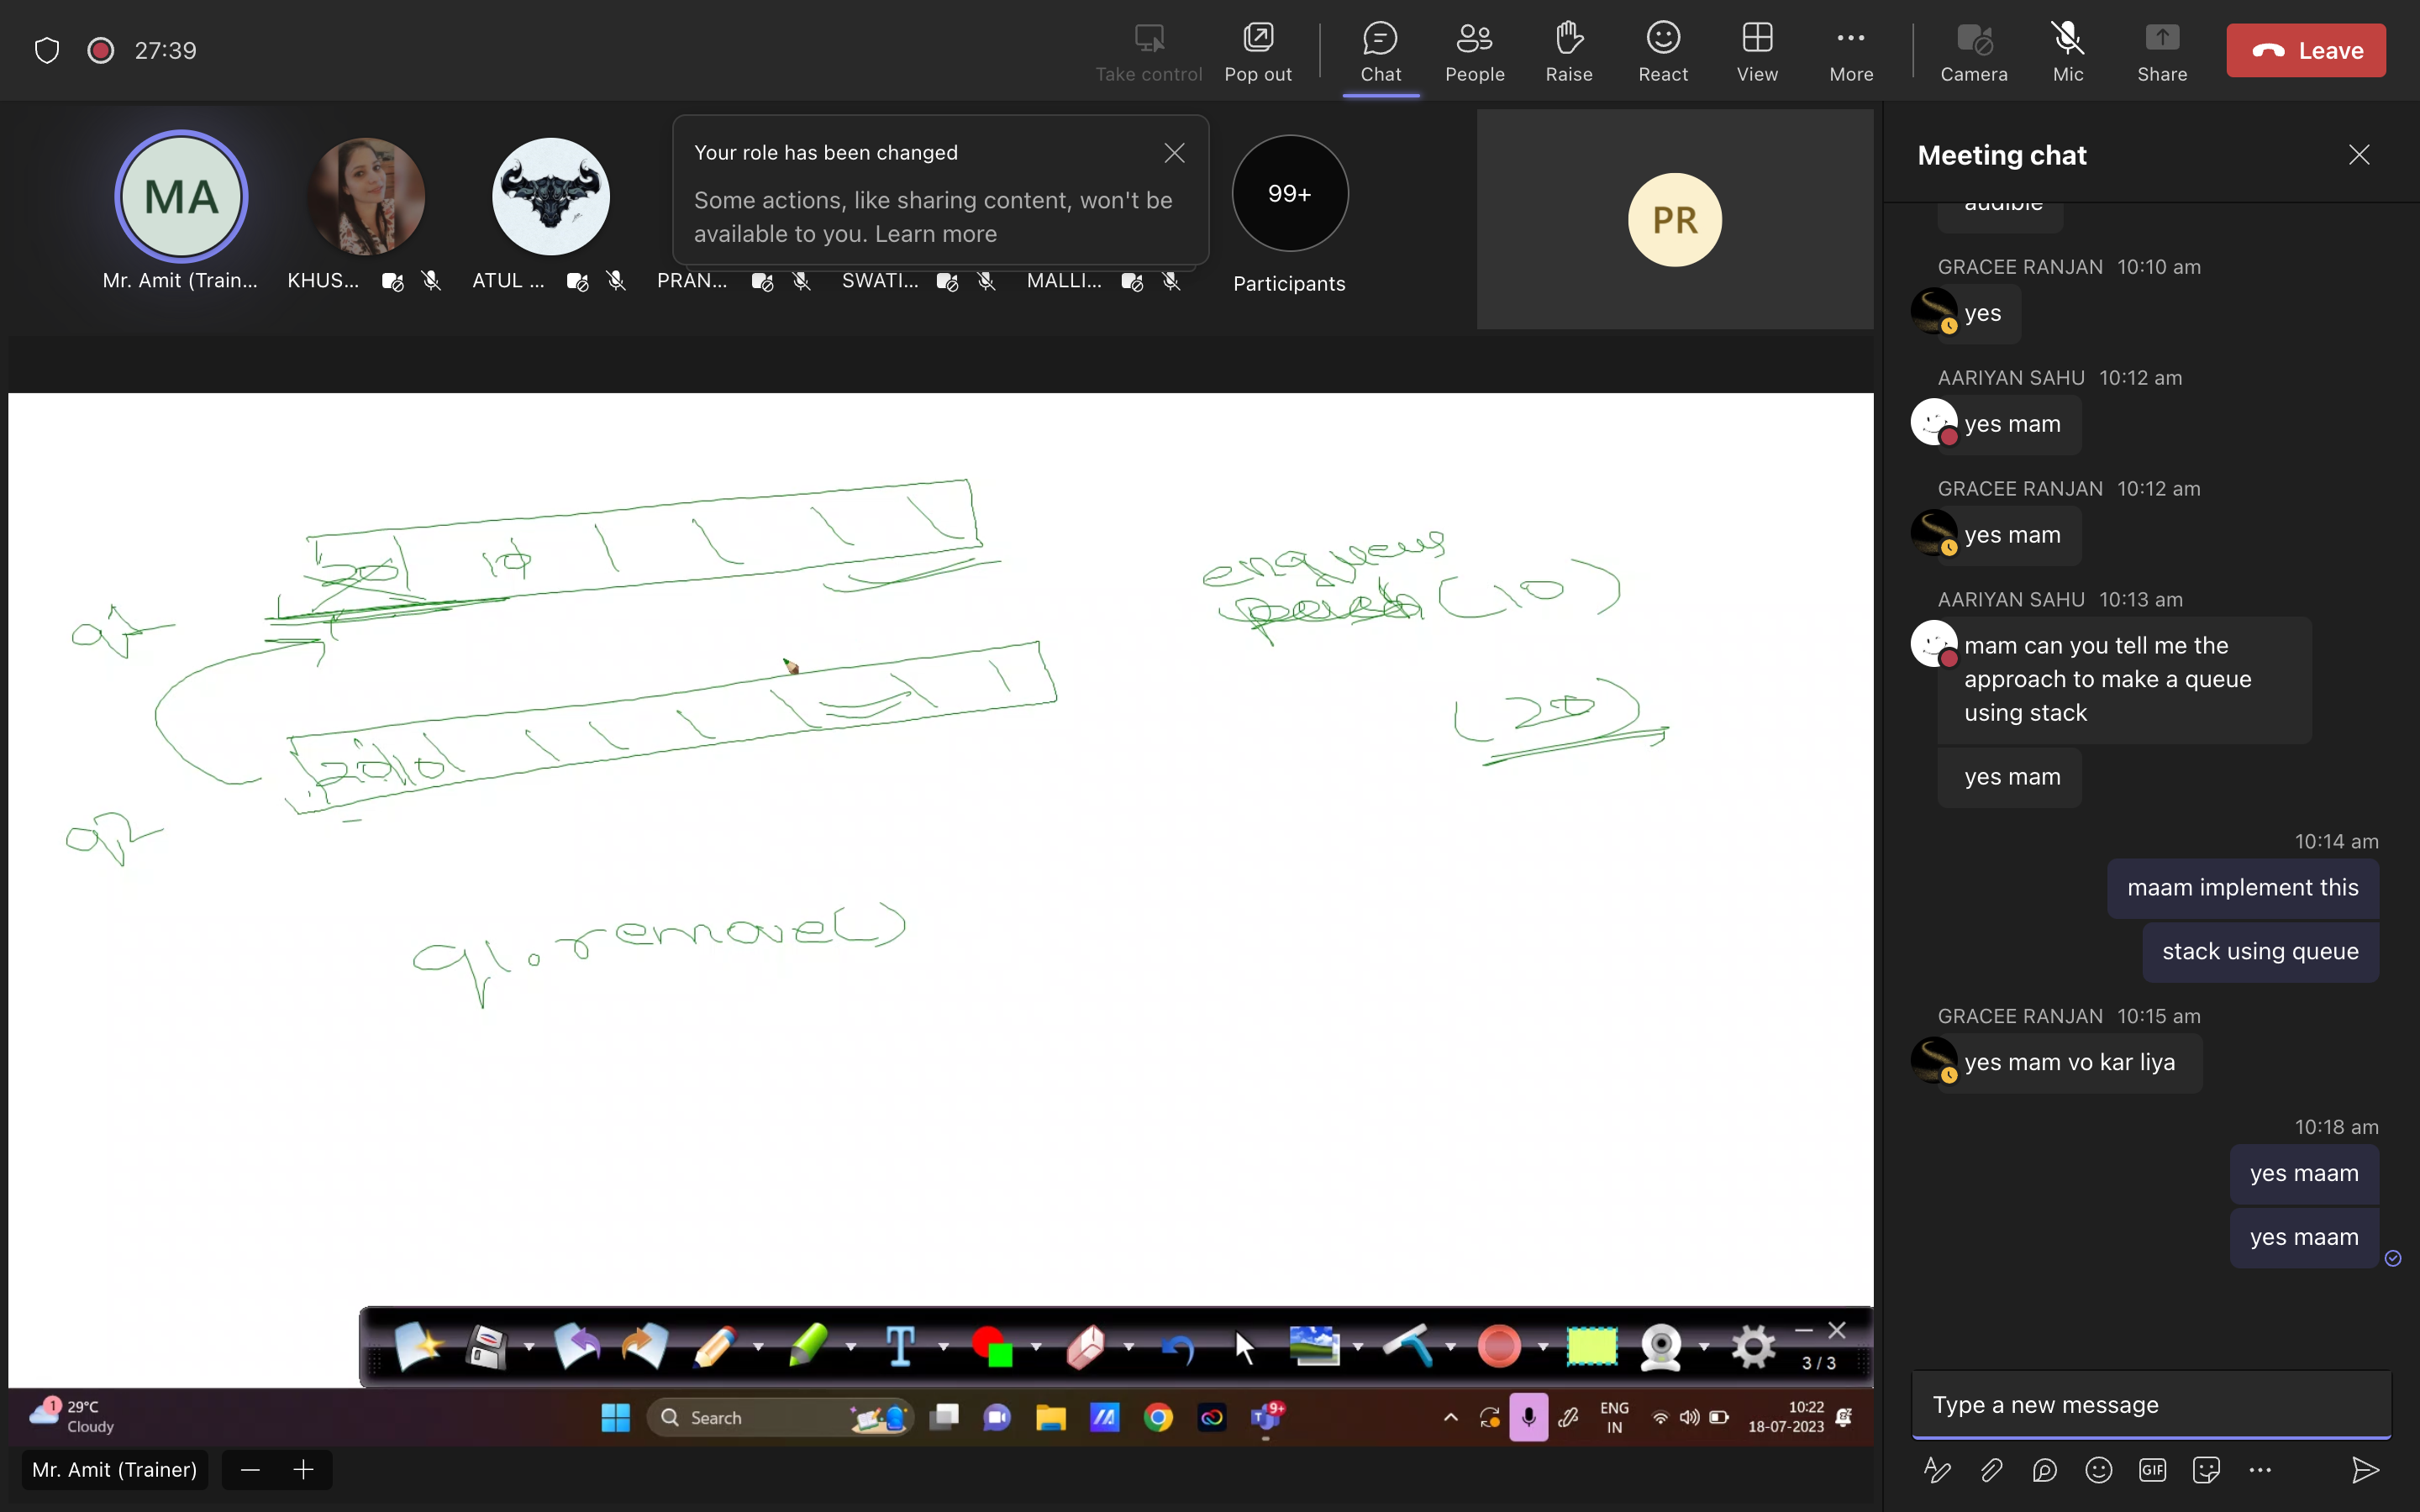 27:39
Take control
Pop out
Chat
People
Raise
React
View
More
Camera
Mic
Share
Leave
MA
Mr. Amit (Train...
KHUS...
ATUL ...
PRAN...
SWATI...
MALLI...
Your role has been changed
Some actions, like sharing content, won't be
available to you. Learn more
99+
Participants
PR
20 10
q1
20 10
q2
(10)
(20)
q1.remove()
3 / 3
1
29°C
Cloudy
Search
9+
ENG
IN
10:22
18-07-2023
Mr. Amit (Trainer)
Meeting chat
audible
GRACEE RANJAN 10:10 am
yes
AARIYAN SAHU 10:12 am
yes mam
GRACEE RANJAN 10:12 am
yes mam
AARIYAN SAHU 10:13 am
mam can you tell me the
approach to make a queue
using stack
yes mam
10:14 am
maam implement this
stack using queue
GRACEE RANJAN 10:15 am
yes mam vo kar liya
10:18 am
yes maam
yes maam
Type a new message
GIF